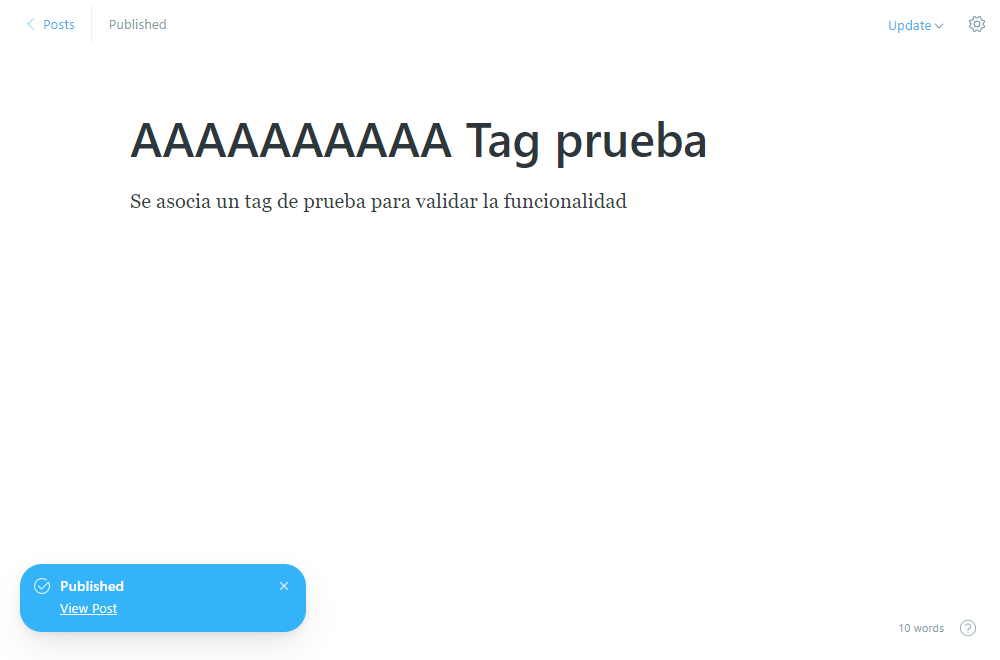 Posts
Published
Update
AAAAAAAAAA Tag prueba
Se asocia un tag de prueba para validar la funcionalidad
Published
View Post
10 words